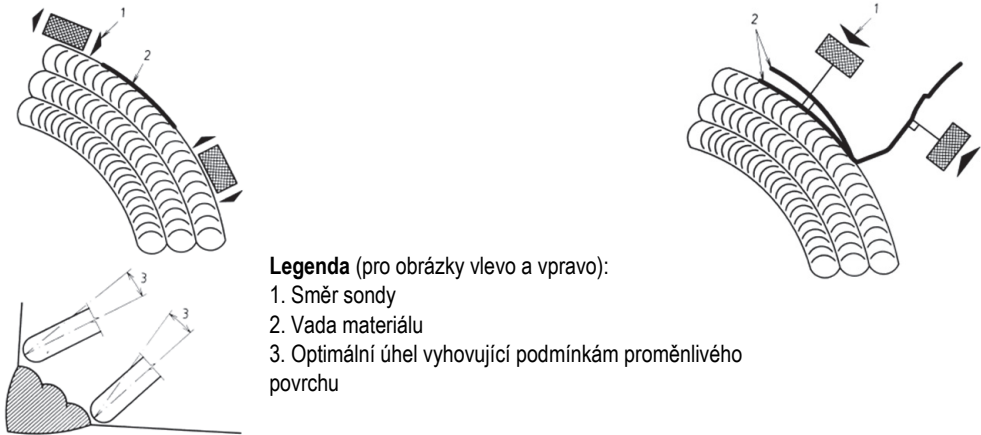 1
2
2
1
3
3
Legenda (pro obrázky vlevo a vpravo):
1. Směr sondy
2. Vada materiálu
3. Optimální úhel vyhovující podmínkám proměnlivého
povrchu